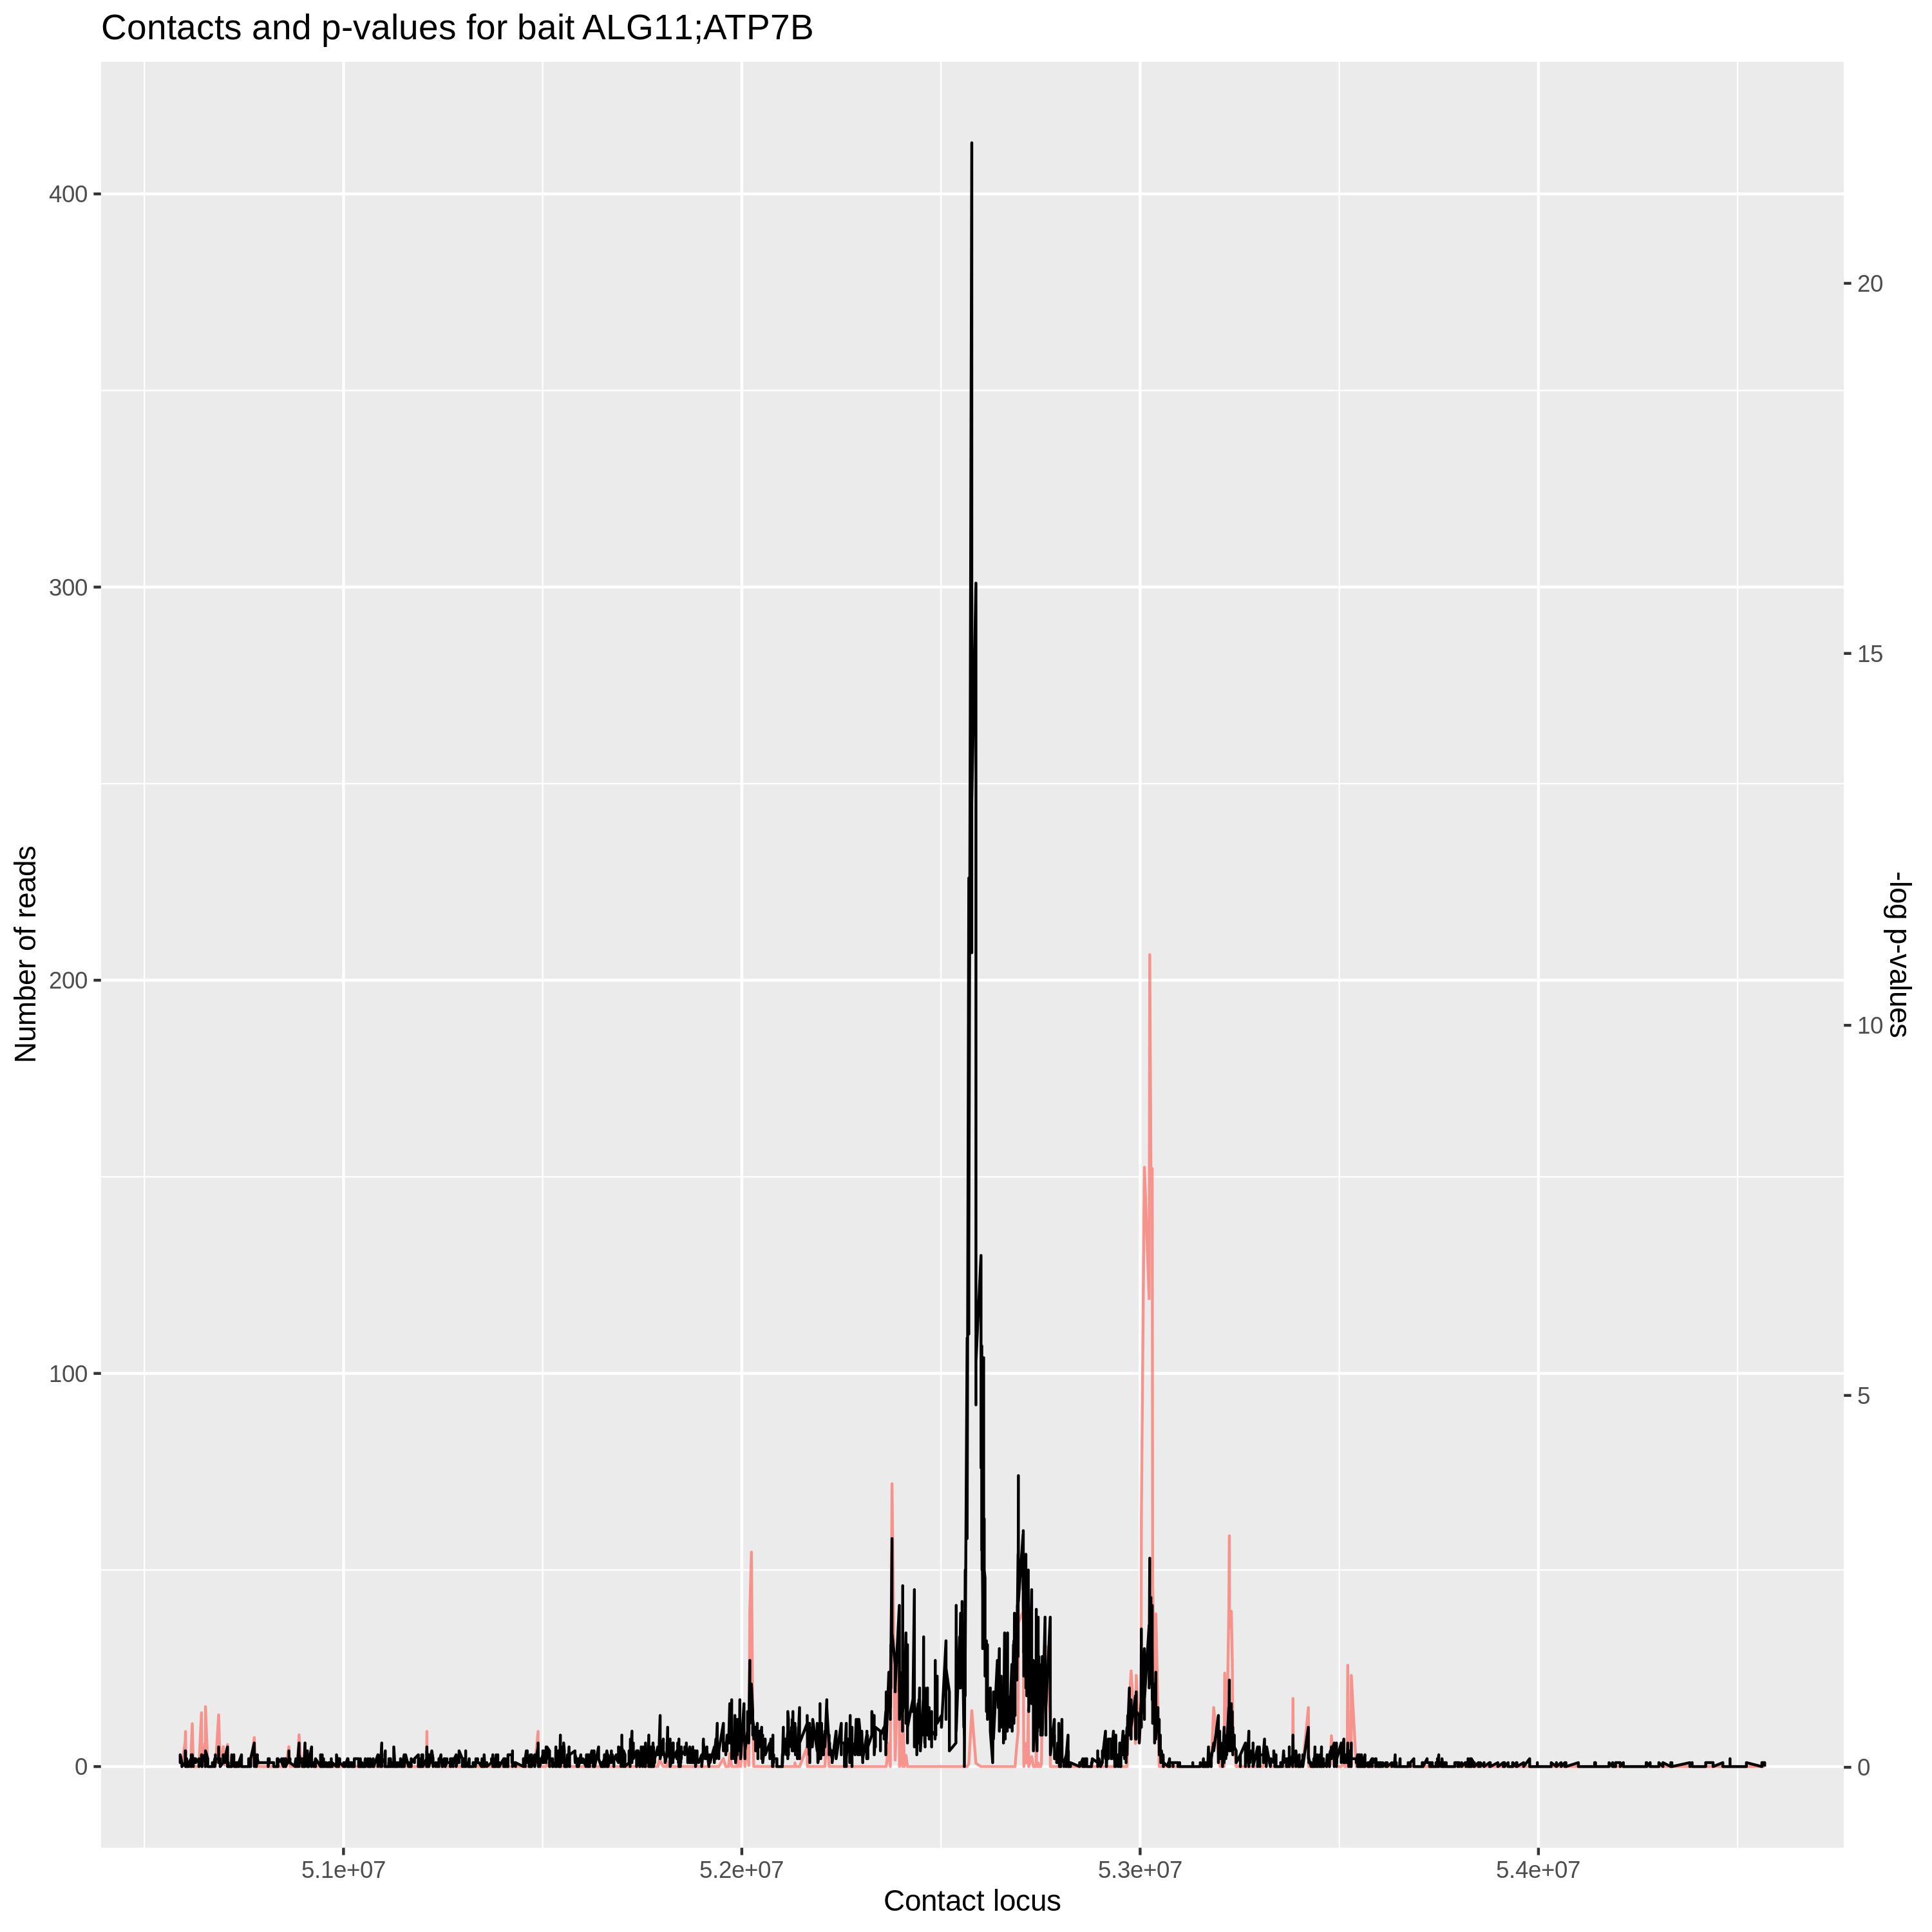 Contacts and p-values for bait ALG11;ATP7B
400
300
200
100
0
Number of reads
20
15
10
5
0
-log p-values
5.1e+07
5.2e+07
5.3e+07
5.4e+07
Contact locus